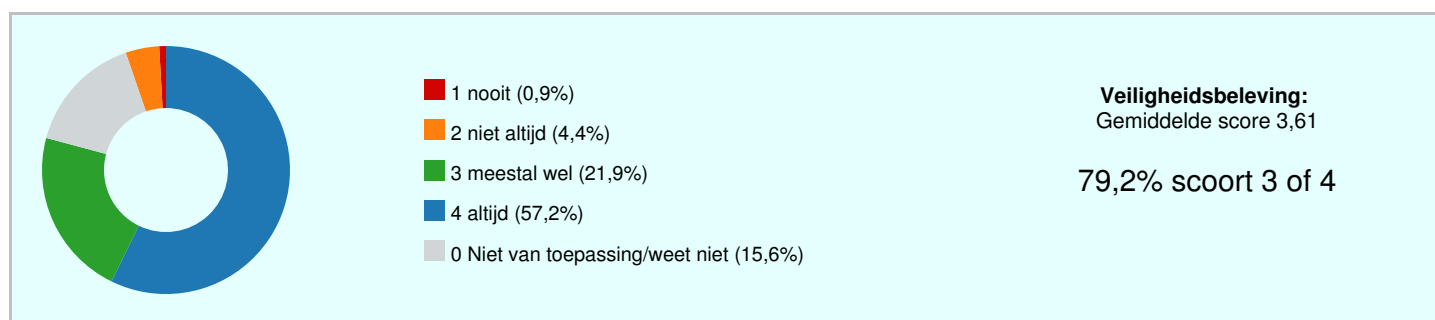 1 nooit (0,9%)
2 niet altijd (4,4%)
3 meestal wel (21,9%)
4 altijd (57,2%)
0 Niet van toepassing/weet niet (15,6%)
Veiligheidsbeleving:
Gemiddelde score 3,61
79,2% scoort 3 of 4